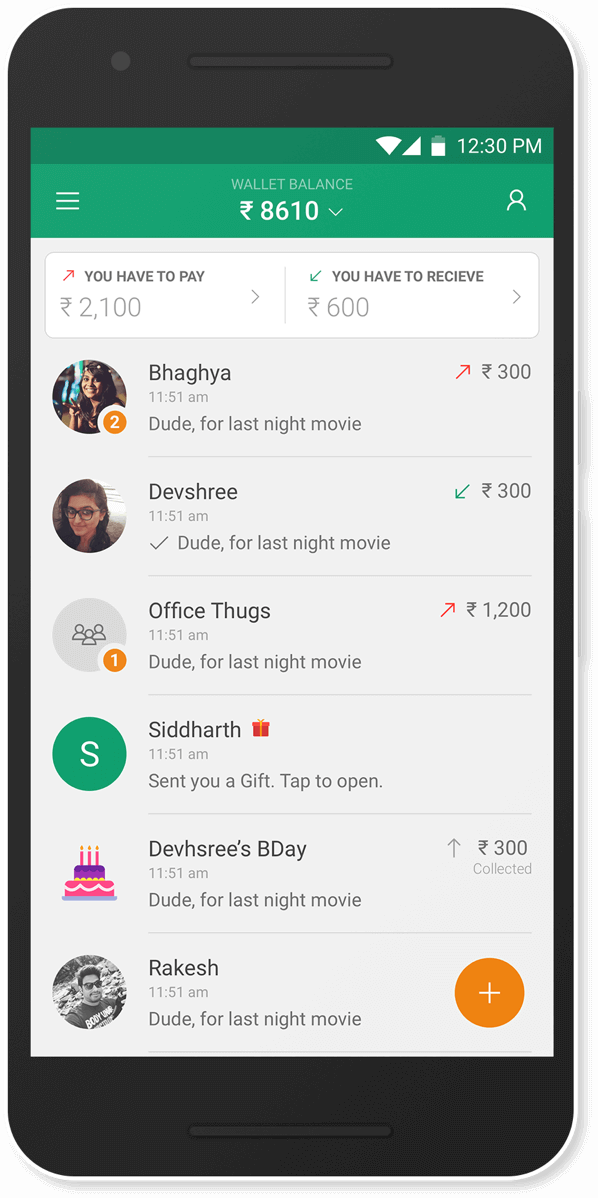 12:30 PM
WALLET BALANCE
₹ 8610
YOU HAVE TO PAY
₹ 2,100
YOU HAVE TO RECIEVE
₹ 600
Bhaghya
₹ 300
11:51 am
2
Dude, for last night movie
Devshree
₹ 300
11:51 am
Dude, for last night movie
Office Thugs
₹ 1,200
11:51 am
1
Dude, for last night movie
S
Siddharth
11:51 am
Sent you a Gift. Tap to open.
Devhsree’s BDay
₹ 300
11:51 am
Collected
Dude, for last night movie
Rakesh
11:51 am
Dude, for last night movie